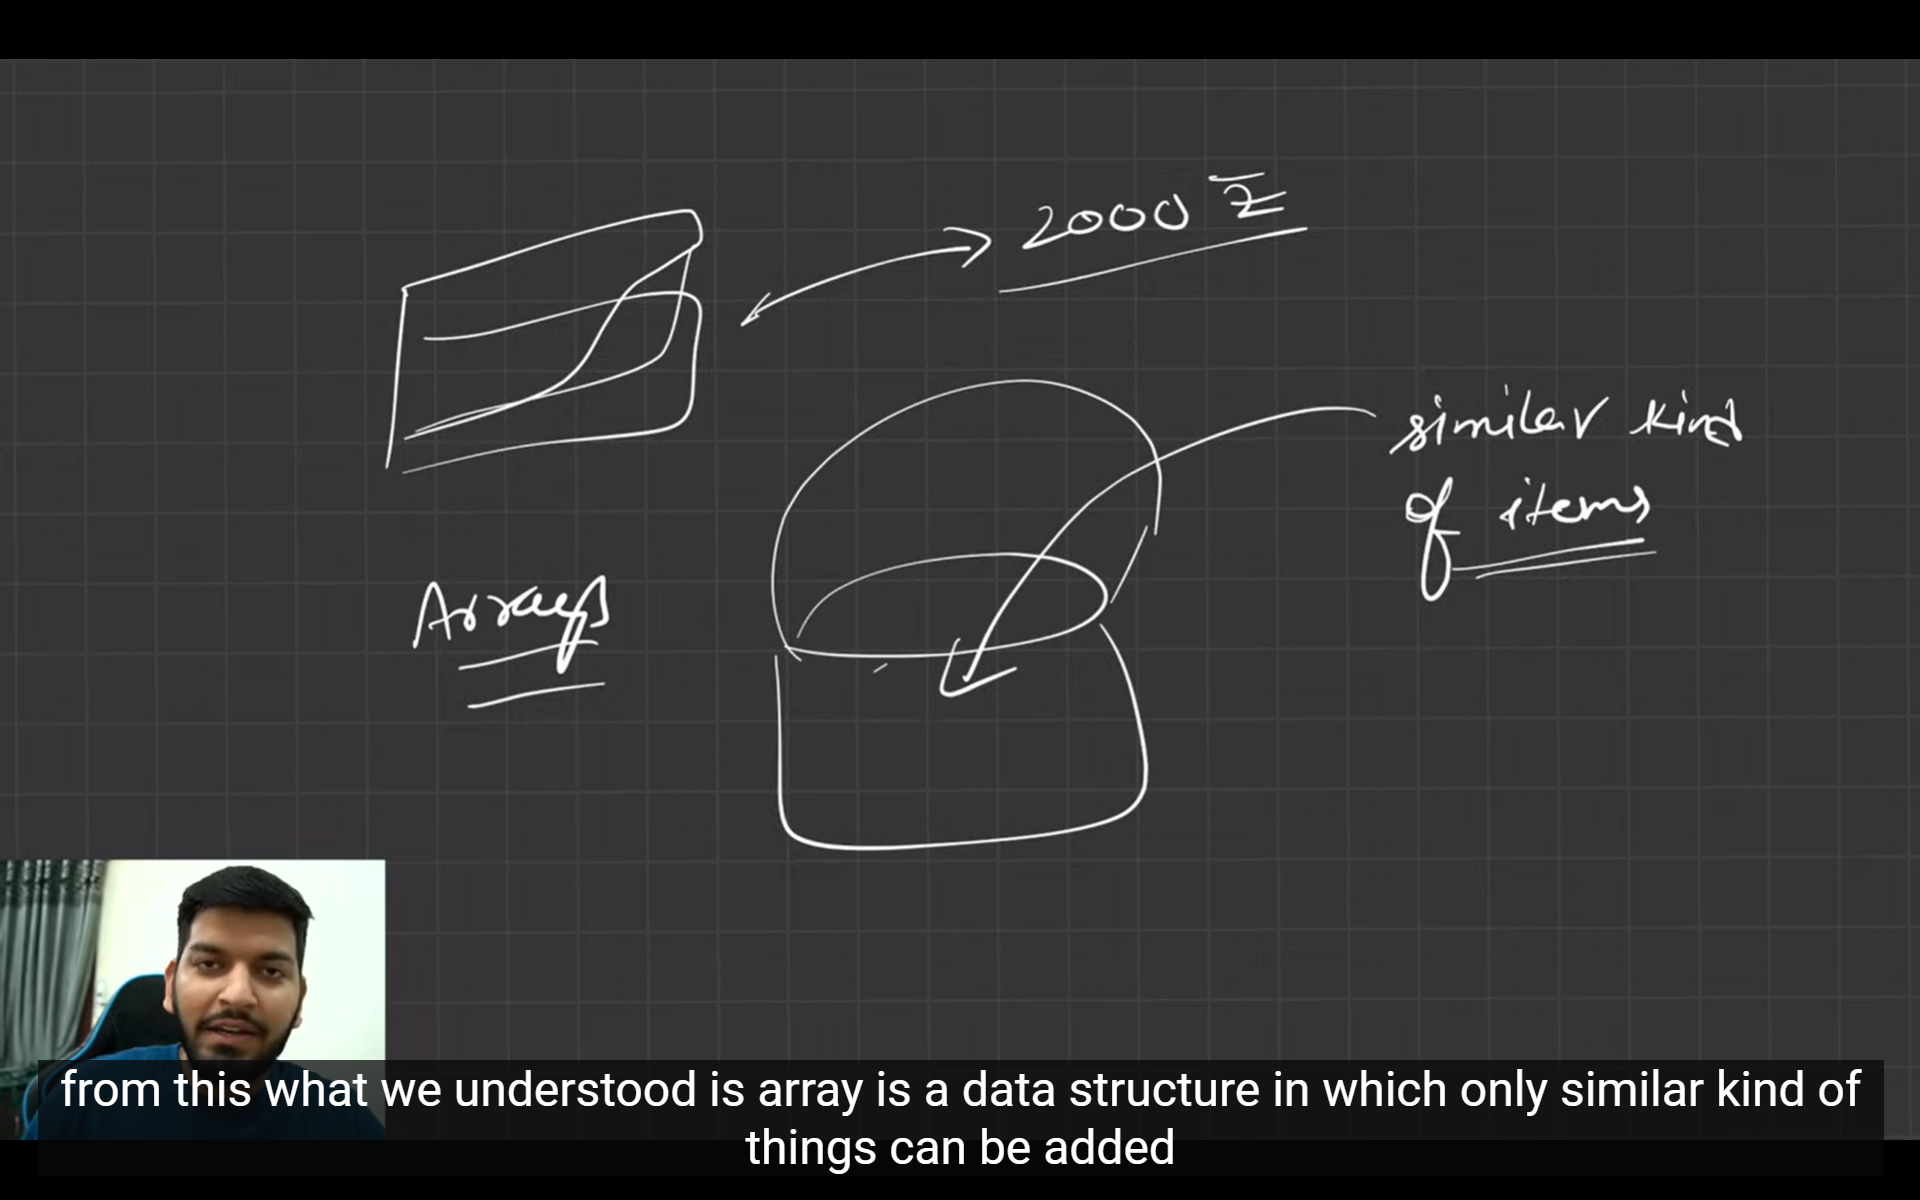 2000 ₹
similar kind
of items
Arrays
from this what we understood is array is a data structure in which only similar kind of
things can be added